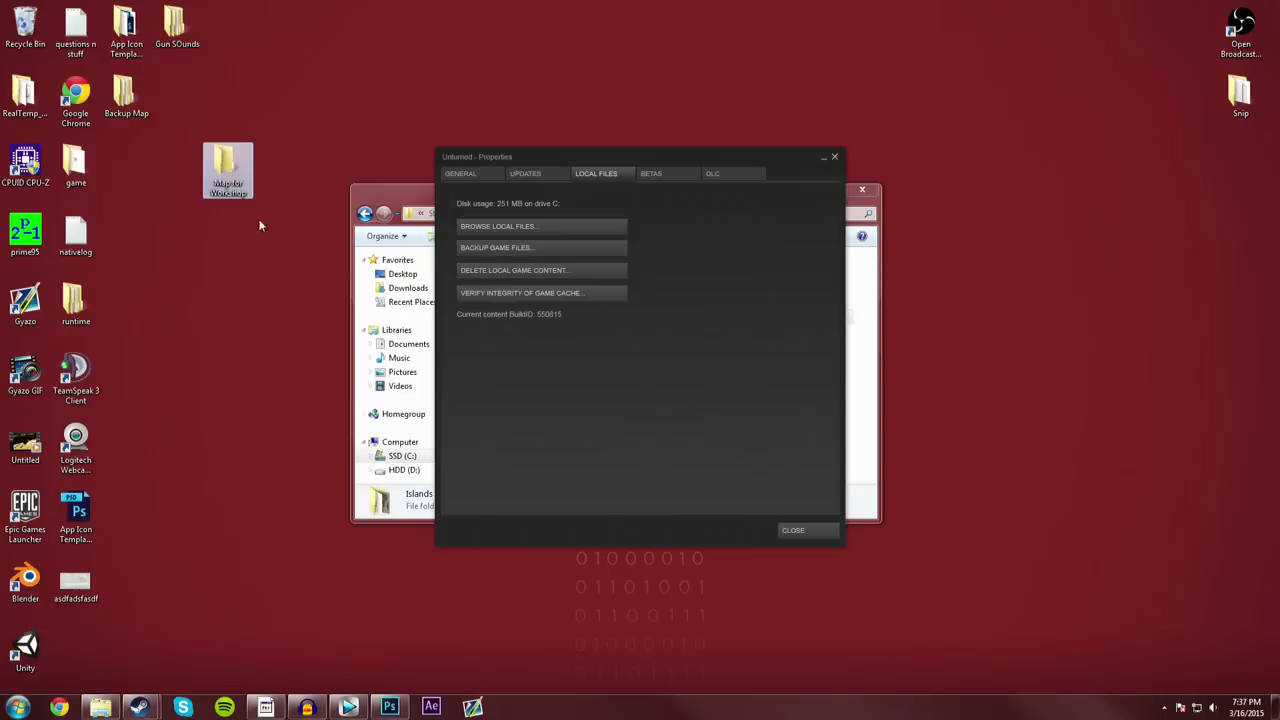 Recycle Bin
questions n
stuff
App Icon
Templa...
Gun SOunds
Open
Broadcast...
RealTemp_...
Google
Chrome
Backup Map
Snip
CPUID CPU-Z
game
Map for
Workshop
prime95
nativelog
Gyazo
runtime
Gyazo GIF
TeamSpeak 3
Client
Untitled
Logitech
Webca...
Epic Games
Launcher
App Icon
Templa...
Blender
asdfadsfasdf
Unity
Unturned - Properties
GENERAL
UPDATES
LOCAL FILES
BETAS
DLC
Disk usage: 251 MB on drive C:
BROWSE LOCAL FILES...
BACKUP GAME FILES...
DELETE LOCAL GAME CONTENT...
VERIFY INTEGRITY OF GAME CACHE...
Current content BuildID: 550615
CLOSE
Organize
Favorites
Desktop
Downloads
Recent Place
Libraries
Documents
Music
Pictures
Videos
Homegroup
Computer
SSD (C:)
HDD (D:)
Islands
File fold
01000010
01101001
01100111
PSD
Ps
Ae
7:37 PM
3/16/2015